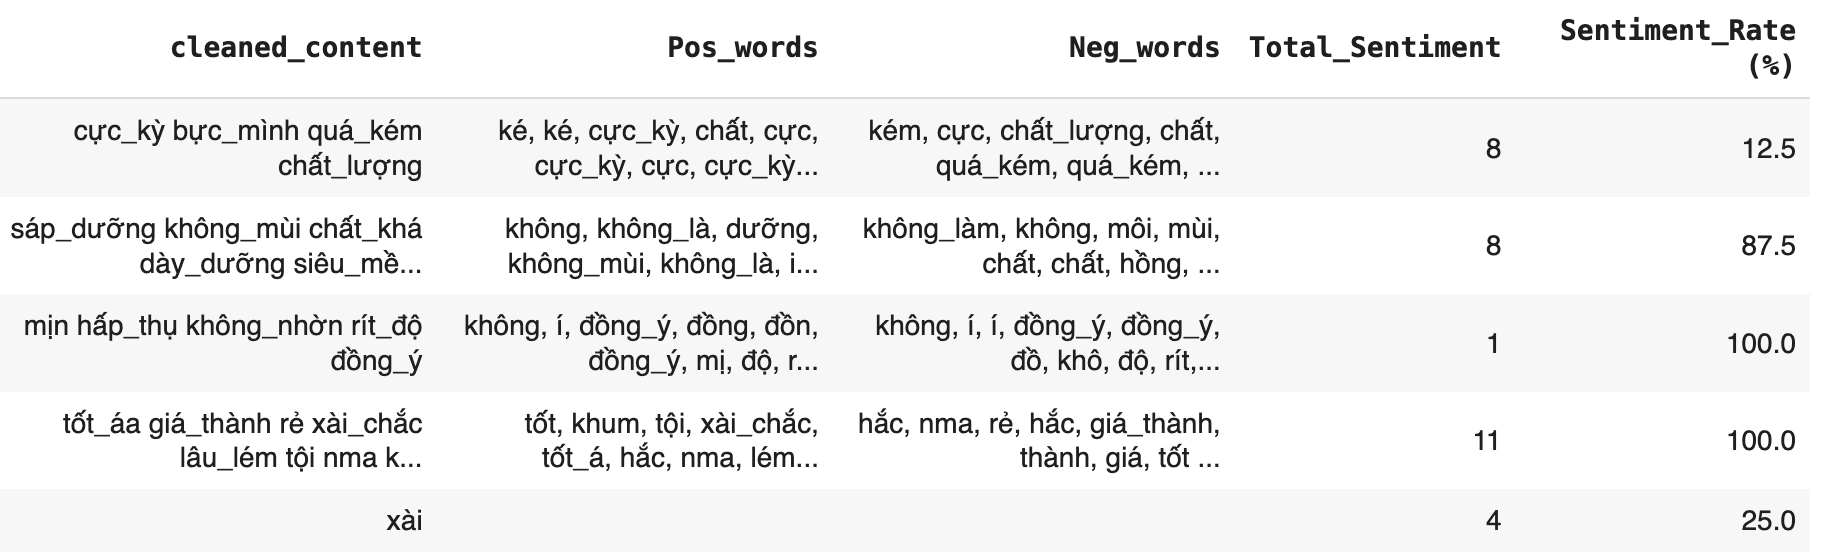 cleaned_content Pos_words Neg_words Total_Sentiment Sentiment_Rate (%)
cực_kỳ bực_mình quá_kém ké, ké, cực_kỳ, chất, cực, kém, cực, chất_lượng, chất, 8 12.5
chất_lượng cực_kỳ, cực, cực_kỳ... quá_kém, quá_kém, ...
sáp_dưỡng không_mùi chất_khá không, không_là, dưỡng, không_làm, không, môi, mùi, 8 87.5
dày_dưỡng siêu_mề... không_mùi, không_là, i... chất, chất, hồng, ...
mịn hấp_thụ không_nhờn rít_độ không, í, đồng_ý, đồng, đồn, không, í, í, đồng_ý, đồng_ý, 1 100.0
đồng_ý đồng_ý, mị, độ, r... đồ, khô, độ, rít,...
tốt_áa giá_thành rẻ xài_chắc tốt, khum, tội, xài_chắc, hắc, nma, rẻ, hắc, giá_thành, 11 100.0
lâu_lém tội nma k... tốt_á, hắc, nma, lém... thành, giá, tốt ...
xài 4 25.0